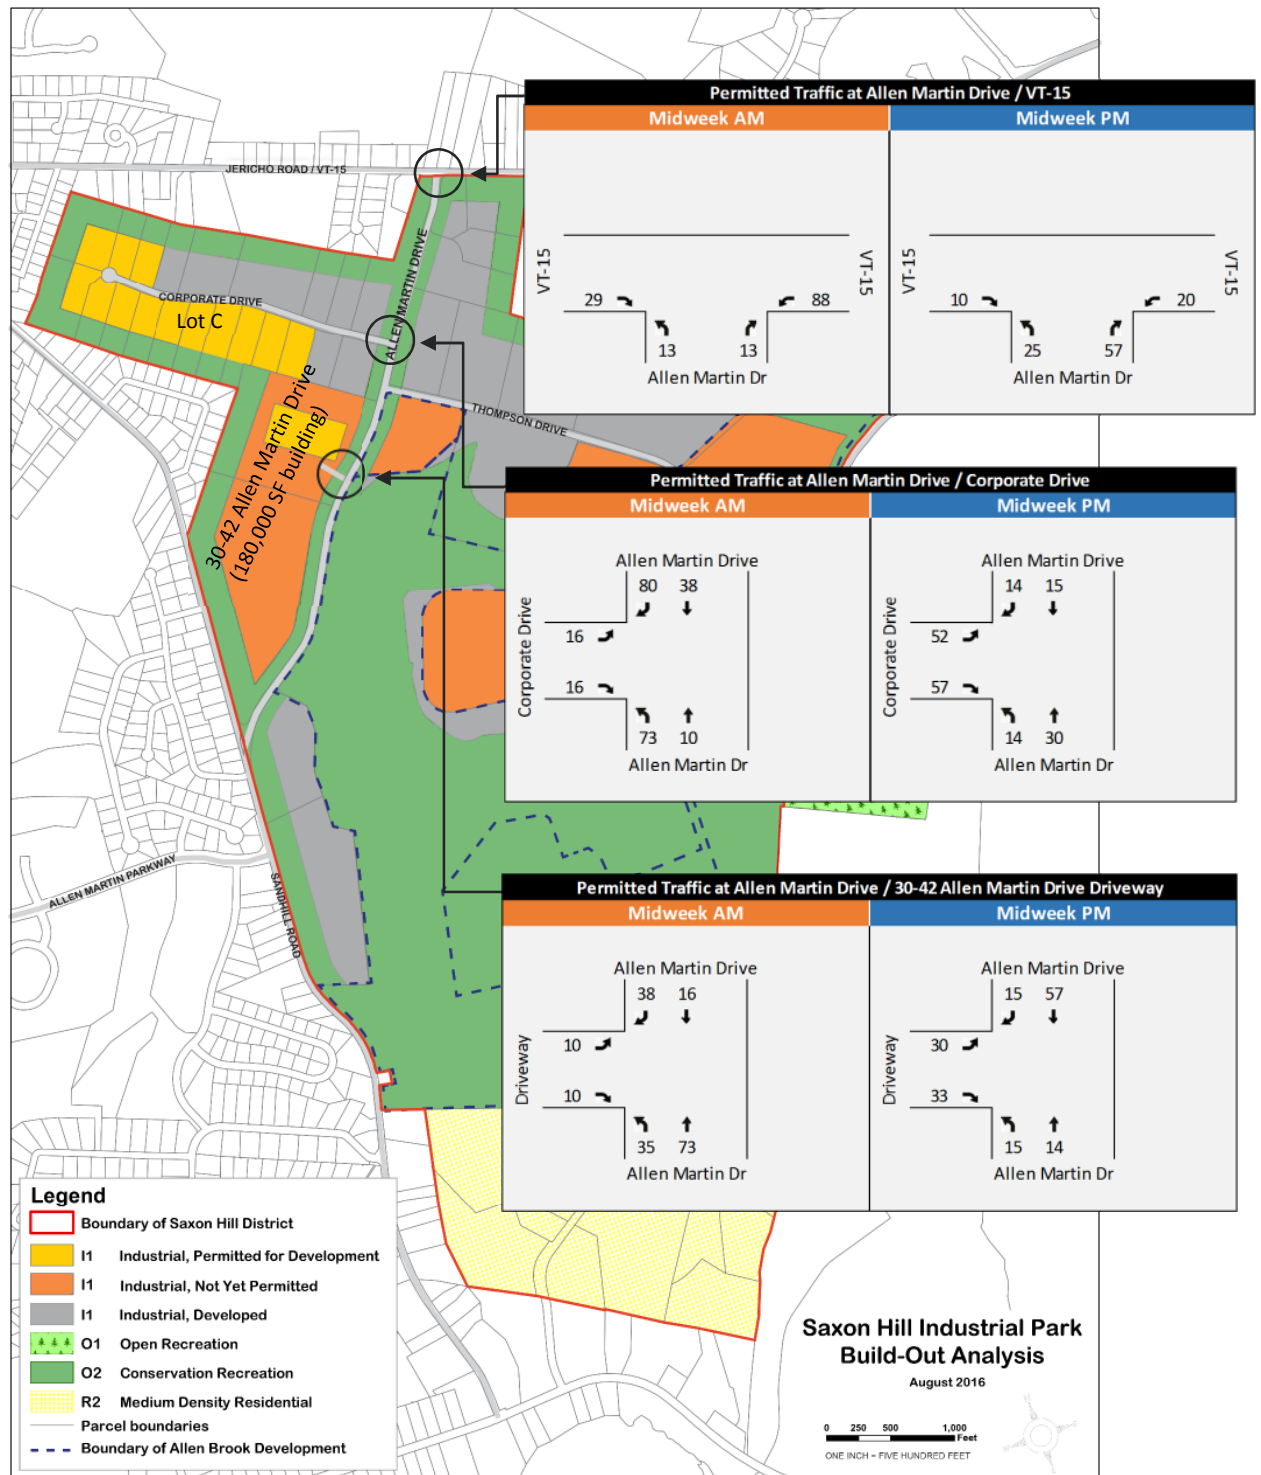 Permitted Traffic at Allen Martin Drive / VT-15
Midweek AM
Midweek PM
VT-15
VT-15
29
88
13
13
Allen Martin Dr
VT-15
VT-15
10
20
25
57
Allen Martin Dr
JERICHO ROAD / VT-15
ALLEN MARTIN DRIVE
CORPORATE DRIVE
Lot C
THOMPSON DRIVE
30-42 Allen Martin Drive
(180,000 SF building)
Permitted Traffic at Allen Martin Drive / Corporate Drive
Midweek AM
Midweek PM
Allen Martin Drive
80 38
Corporate Drive
16
16
73 10
Allen Martin Dr
Allen Martin Drive
14 15
Corporate Drive
52
57
14 30
Allen Martin Dr
ALLEN MARTIN PARKWAY
SANDHILL ROAD
Permitted Traffic at Allen Martin Drive / 30-42 Allen Martin Drive Driveway
Midweek AM
Midweek PM
Allen Martin Drive
38 16
Driveway
10
10
35 73
Allen Martin Dr
Allen Martin Drive
15 57
Driveway
30
33
15 14
Allen Martin Dr
Legend
Boundary of Saxon Hill District
I1 Industrial, Permitted for Development
I1 Industrial, Not Yet Permitted
I1 Industrial, Developed
O1 Open Recreation
O2 Conservation Recreation
R2 Medium Density Residential
Parcel boundaries
Boundary of Allen Brook Development
Saxon Hill Industrial Park
Build-Out Analysis
August 2016
0 250 500 1,000
Feet
ONE INCH = FIVE HUNDRED FEET